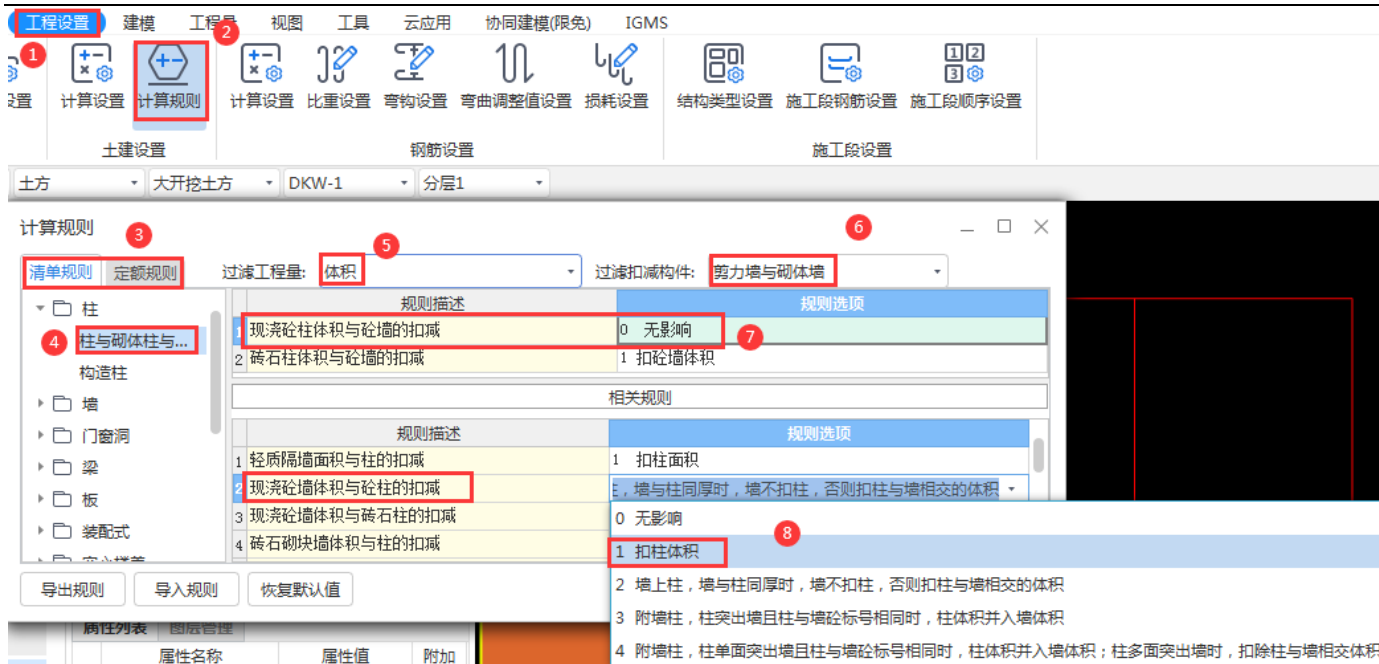 工程设置 建模 工程量 视图 工具 云应用 协同建模(限免) IGMS
1 2
设置 计算设置 计算规则 计算设置 比重设置 弯钩设置 弯曲调整值设置 损耗设置 结构类型设置 施工段钢筋设置 施工段顺序设置
土建设置 钢筋设置 施工段设置
土方 大开挖土方 DKW-1 分层1
计算规则
3 5 6
清单规则 定额规则 过滤工程量: 体积 过滤扣减构件: 剪力墙与砌体墙
柱 规则描述 规则选项
4 柱与砌体柱与... 1 现浇砼柱体积与砼墙的扣减 0 无影响 7
2 砖石柱体积与砼墙的扣减 1 扣砼墙体积
构造柱
墙 相关规则
门窗洞 规则描述 规则选项
梁 1 轻质隔墙面积与柱的扣减 1 扣柱面积
板 2 现浇砼墙体积与砼柱的扣减 ，墙与柱同厚时，墙不扣柱，否则扣柱与墙相交的体积
3 现浇砼墙体积与砖石柱的扣减 0 无影响
装配式 8
4 砖石砌块墙体积与柱的扣减 1 扣柱体积
空心楼盖
导出规则 导入规则 恢复默认值 2 墙上柱，墙与柱同厚时，墙不扣柱，否则扣柱与墙相交的体积
3 附墙柱，柱突出墙且柱与墙砼标号相同时，柱体积并入墙体积
属性列表 图层管理
属性名称 属性值 附加 4 附墙柱，柱单面突出墙且柱与墙砼标号相同时，柱体积并入墙体积；柱多面突出墙时，扣除柱与墙相交体积